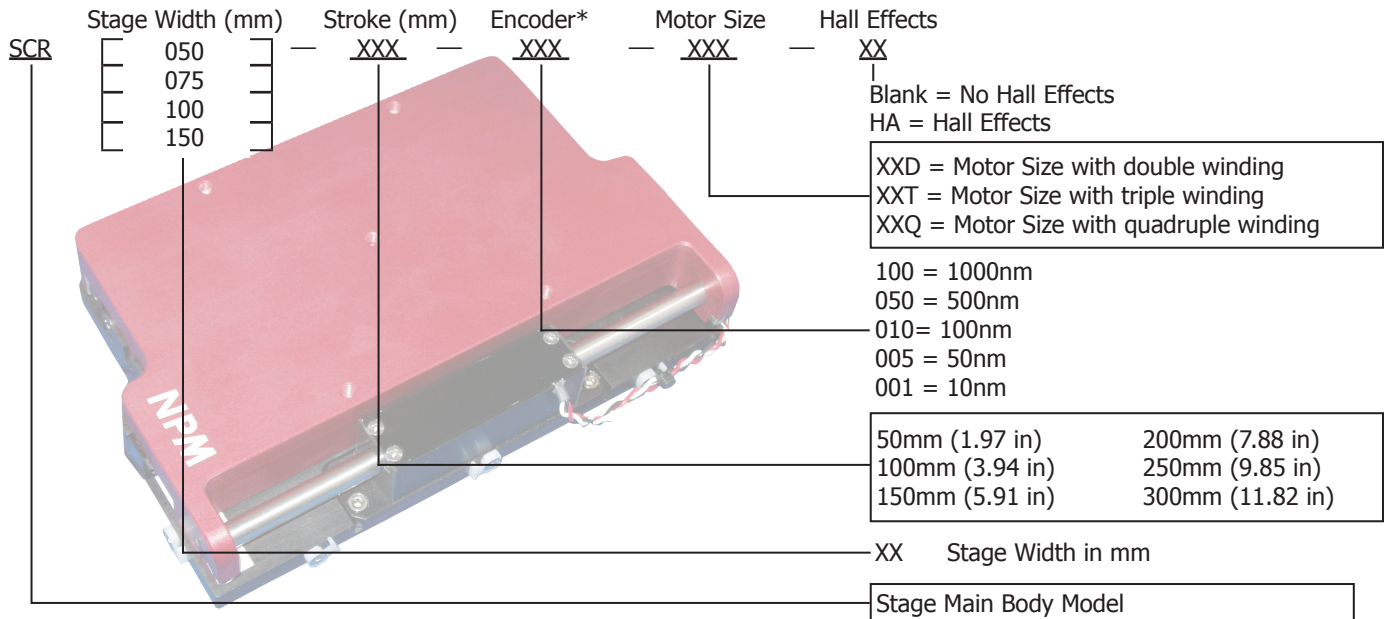 Stage Width (mm) Stroke (mm) Encoder* Motor Size Hall Effects
SCR 050 — XXX — XXX — XXX — XX
075
100
150
Blank = No Hall Effects
HA = Hall Effects
XXD = Motor Size with double winding
XXT = Motor Size with triple winding
XXQ = Motor Size with quadruple winding
100 = 1000nm
050 = 500nm
010= 100nm
005 = 50nm
001 = 10nm
50mm (1.97 in) 200mm (7.88 in)
100mm (3.94 in) 250mm (9.85 in)
150mm (5.91 in) 300mm (11.82 in)
XX Stage Width in mm
Stage Main Body Model
NPM